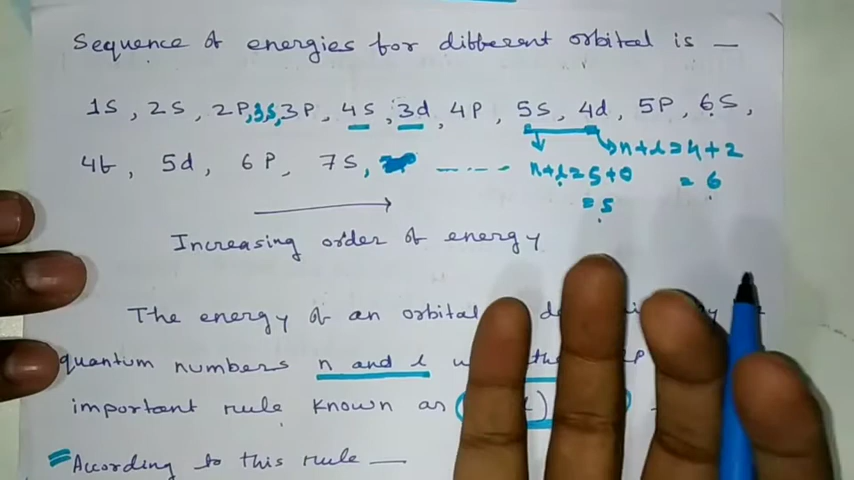 Sequence of energies for different orbital is —
1S, 2S, 2P, 3S, 3P, 4S, 3d, 4P, 5S, 4d, 5P, 6S,
4f, 5d, 6P, 7S, ------
n+l=4+2
n+l=5+0
= 6
= 5
Increasing order of energy
The energy of an orbital
quantum numbers n and l
important rule known as
According to this rule —